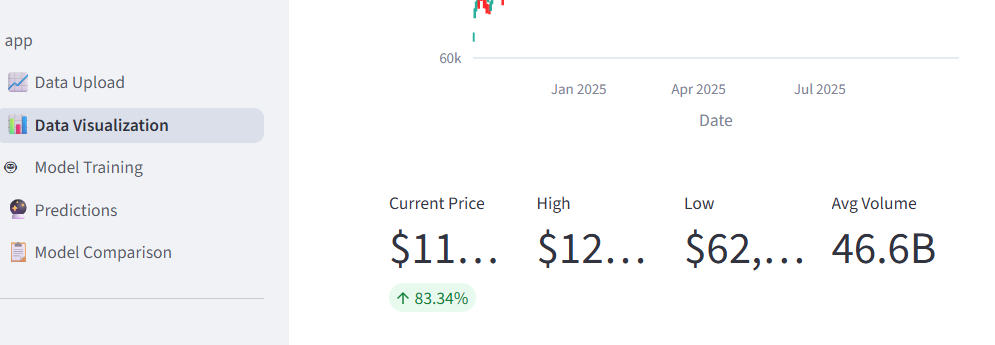 app
Data Upload
Data Visualization
Model Training
Predictions
Model Comparison
60k
Jan 2025 Apr 2025 Jul 2025
Date
Current Price High Low Avg Volume
$11… $12… $62,… 46.6B
↑ 83.34%